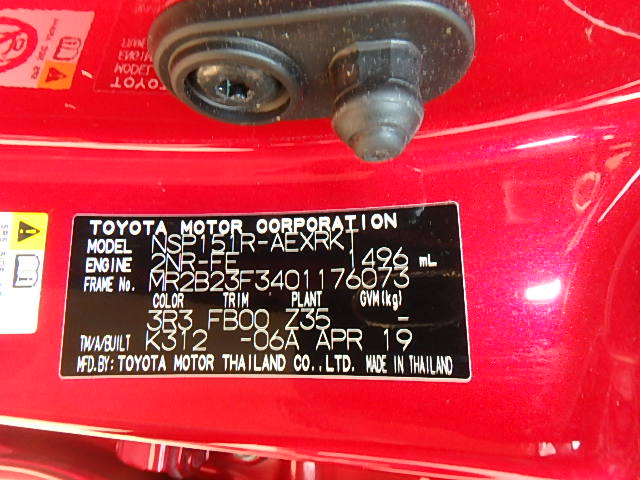 TOYOTA MOTOR CORPORATION
MODEL NSP151R-AEXRKT
ENGINE 2NR-FE 1496 mL
FRAME No. MR2B23F3401176073
COLOR TRIM PLANT GVM(kg)
3B3 FB00 Z35 -
TM/A/BUILT K312 -06A APR 19
MFD.BY: TOYOTA MOTOR THAILAND CO.,LTD. MADE IN THAILAND